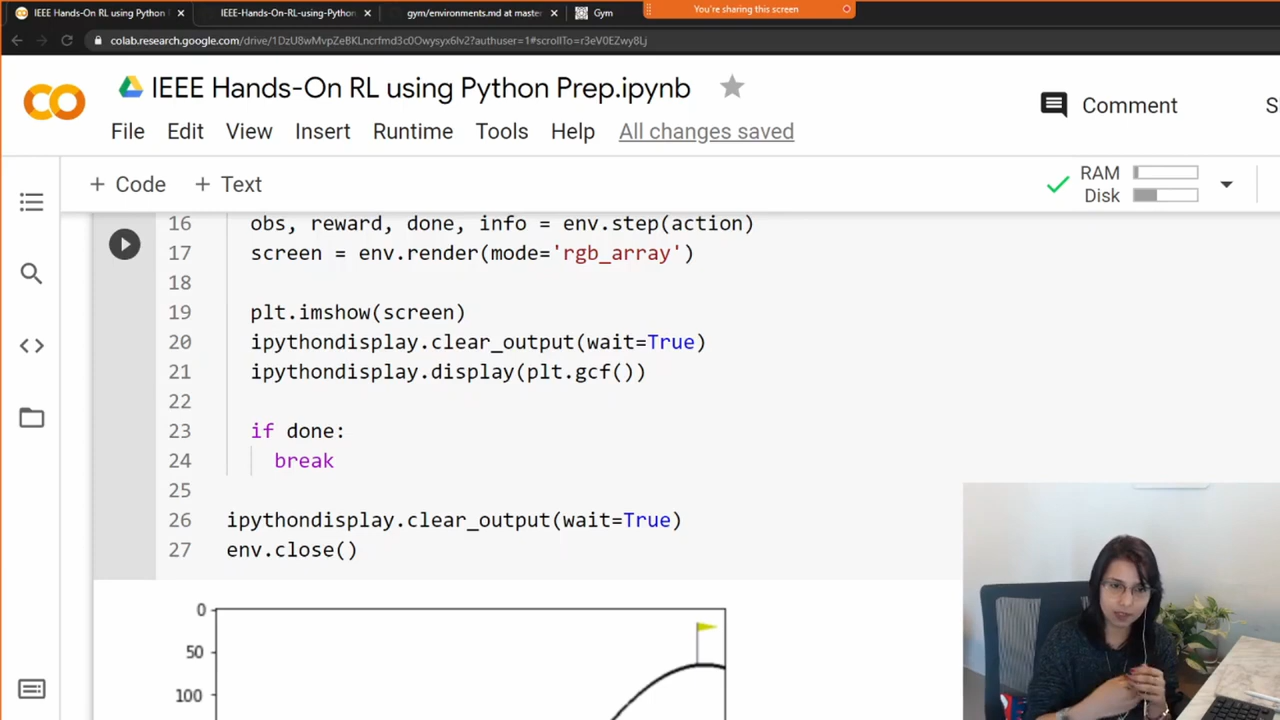 IEEE Hands-On RL using Python
IEEE-Hands-On-RL-using-Python-
gym/environments.md at master
Gym
You're sharing this screen
colab.research.google.com/drive/1DzU8wMvpZeBKLncrfmd3c0Owysyx6lv2?authuser=1#scrollTo=r3eV0EZwy8Lj
CO
IEEE Hands-On RL using Python Prep.ipynb
Comment
S
File Edit View Insert Runtime Tools Help All changes saved
+ Code + Text
RAM
Disk
16 obs, reward, done, info = env.step(action)
17 screen = env.render(mode='rgb_array')
18
19 plt.imshow(screen)
20 ipythondisplay.clear_output(wait=True)
21 ipythondisplay.display(plt.gcf())
22
23 if done:
24 break
25
26 ipythondisplay.clear_output(wait=True)
27 env.close()
0
50
100